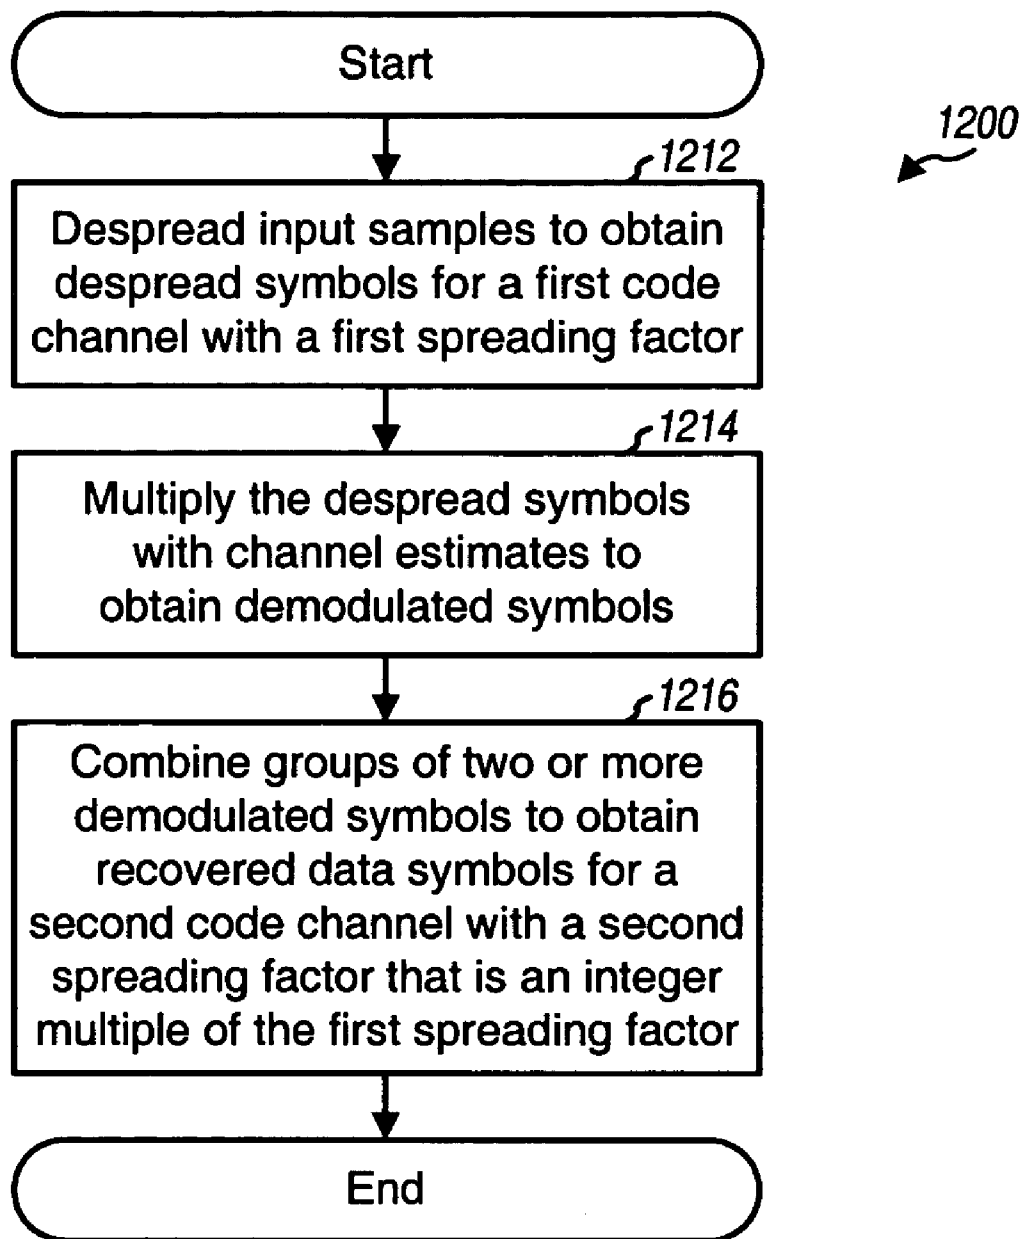 Start
1200
1212
Despread input samples to obtain
despread symbols for a first code
channel with a first spreading factor
1214
Multiply the despread symbols
with channel estimates to
obtain demodulated symbols
1216
Combine groups of two or more
demodulated symbols to obtain
recovered data symbols for a
second code channel with a second
spreading factor that is an integer
multiple of the first spreading factor
End